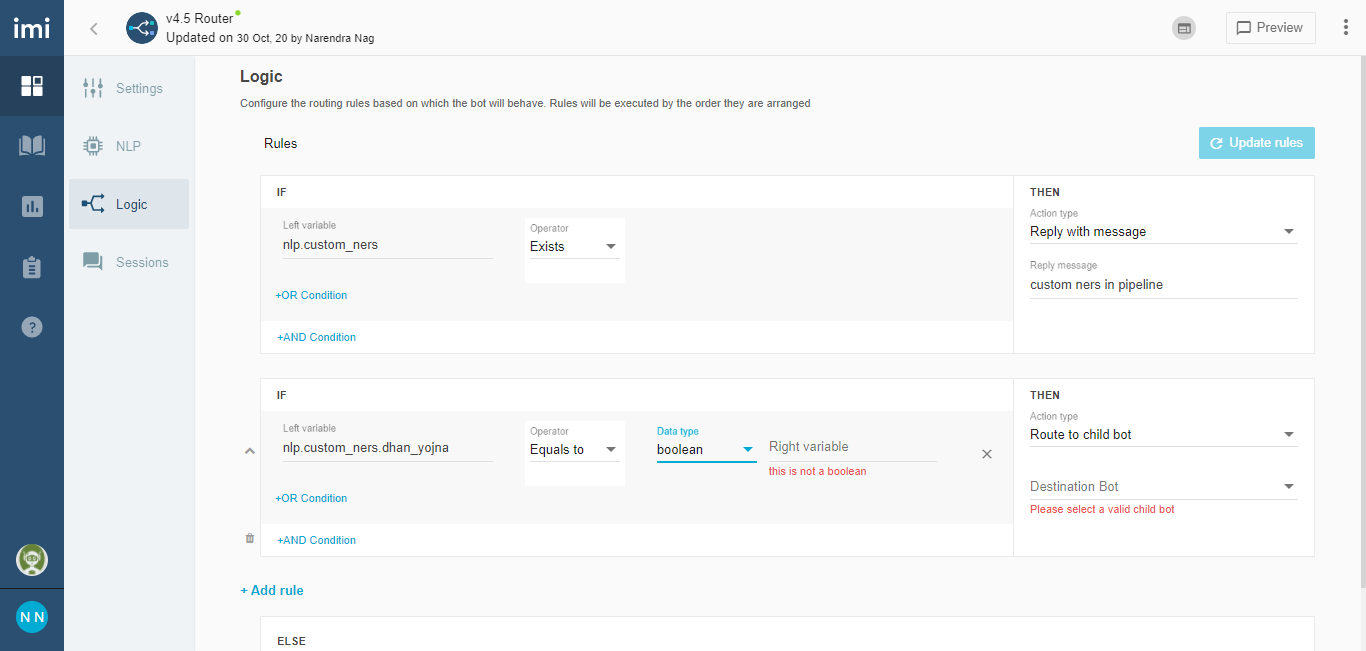 imi
v4.5 Router
Updated on 30 Oct, 20 by Narendra Nag
Preview
Settings
NLP
Logic
Sessions
?
N N
Logic
Configure the routing rules based on which the bot will behave. Rules will be executed by the order they are arranged
Rules
Update rules
IF
Left variable
nlp.custom_ners
Operator
Exists
+OR Condition
+AND Condition
THEN
Action type
Reply with message
Reply message
custom ners in pipeline
IF
Left variable
nlp.custom_ners.dhan_yojna
Operator
Equals to
Data type
boolean
Right variable
this is not a boolean
+OR Condition
+AND Condition
THEN
Action type
Route to child bot
Destination Bot
Please select a valid child bot
+ Add rule
ELSE